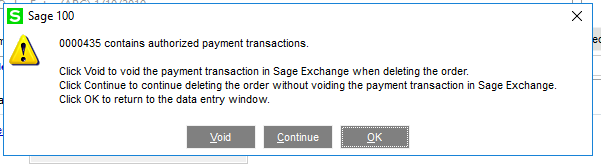 S Sage 100
0000435 contains authorized payment transactions.
Click Void to void the payment transaction in Sage Exchange when deleting the order.
Click Continue to continue deleting the order without voiding the payment transaction in Sage Exchange.
Click OK to return to the data entry window.
Void Continue OK